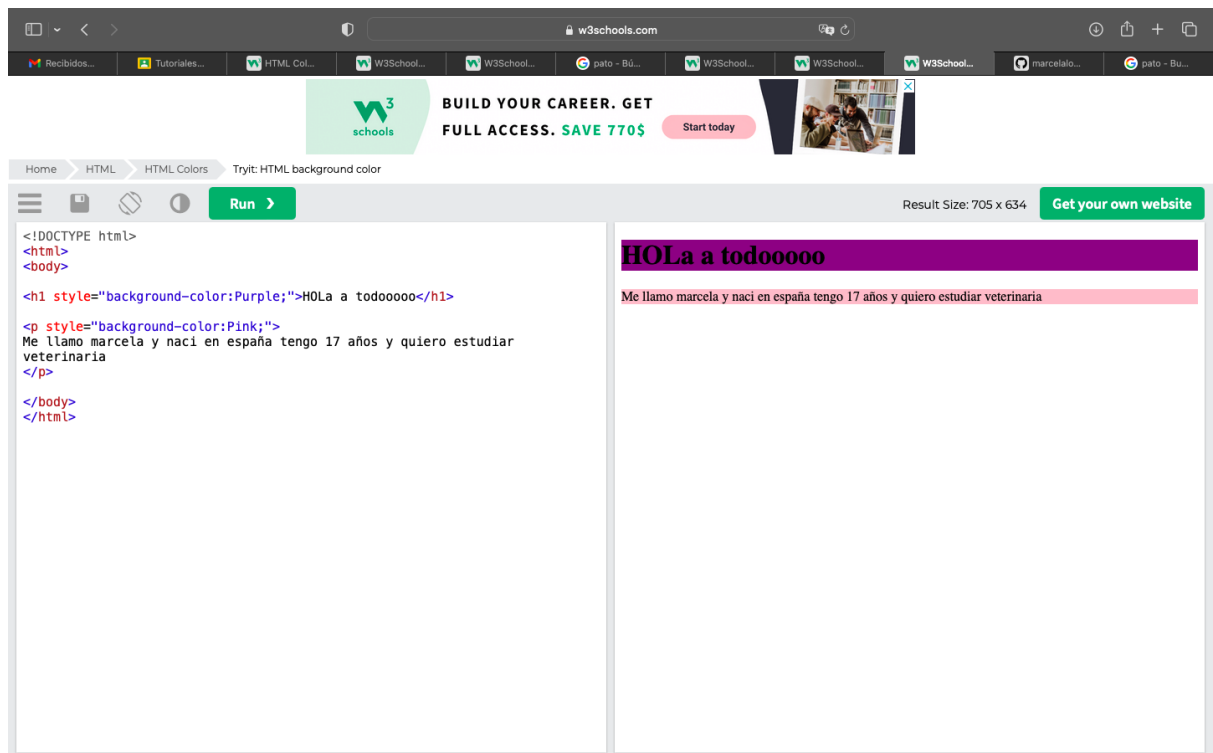 w3schools.com
Recibidos... Tutoriales... HTML Col... W3School... W3School... pato - Bú... W3School... W3School... W3School... marcelalo... pato - Bu...
W3 schools
BUILD YOUR CAREER. GET
FULL ACCESS. SAVE 770$
Start today
Home HTML HTML Colors Tryit: HTML background color
Run ❯ Result Size: 705 x 634 Get your own website
<!DOCTYPE html>
<html>
<body>
<h1 style="background-color:Purple;">HOLa a todooooo</h1>
<p style="background-color:Pink;">
Me llamo marcela y naci en españa tengo 17 años y quiero estudiar
veterinaria
</p>
</body>
</html>
HOLa a todooooo
Me llamo marcela y naci en españa tengo 17 años y quiero estudiar veterinaria